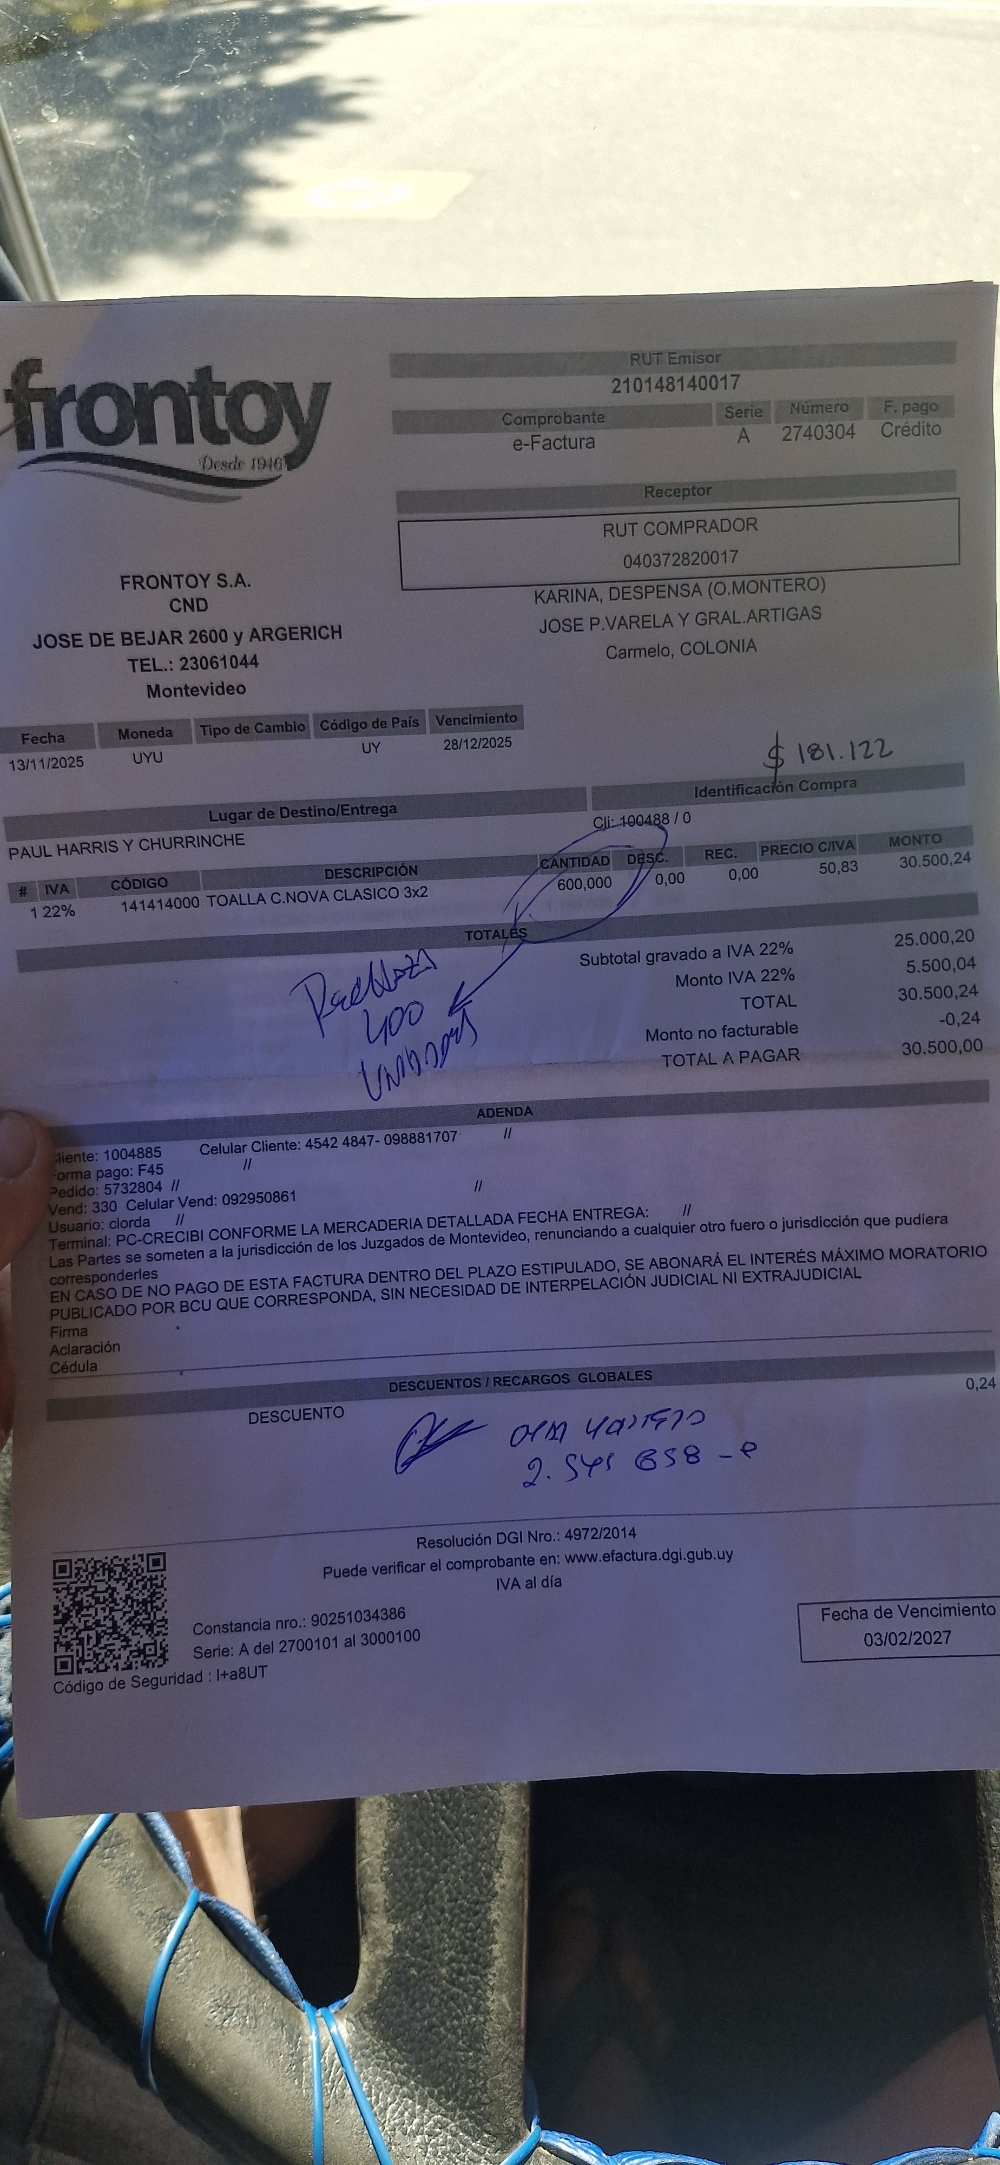 frontoy
Desde 1946
RUT Emisor
210148140017
Comprobante Serie Número F. pago
e-Factura A 2740304 Crédito
Receptor
RUT COMPRADOR
040372820017
KARINA, DESPENSA (O.MONTERO)
JOSE P.VARELA Y GRAL.ARTIGAS
Carmelo, COLONIA
FRONTOY S.A.
CND
JOSE DE BEJAR 2600 y ARGERICH
TEL.: 23061044
Montevideo
Fecha Moneda Tipo de Cambio Código de País Vencimiento
13/11/2025 UYU UY 28/12/2025
$ 181.122
Lugar de Destino/Entrega Identificación Compra
PAUL HARRIS Y CHURRINCHE Cli: 100488 / 0
# IVA CÓDIGO DESCRIPCIÓN CANTIDAD DESC. REC. PRECIO C/IVA MONTO
1 22% 141414000 TOALLA C.NOVA CLASICO 3x2 600,000 0,00 0,00 50,83 30.500,24
TOTALES
Subtotal gravado a IVA 22% 25.000,20
Monto IVA 22% 5.500,04
TOTAL 30.500,24
Monto no facturable -0,24
TOTAL A PAGAR 30.500,00
400
ADENDA
liente: 1004885 Celular Cliente: 4542 4847- 098881707 //
orma pago: F45 //
Pedido: 5732804 //
Vend: 330 Celular Vend: 092950861 //
Usuario: clorda //
Terminal: PC-CRECIBI CONFORME LA MERCADERIA DETALLADA FECHA ENTREGA: //
Las Partes se someten a la jurisdicción de los Juzgados de Montevideo, renunciando a cualquier otro fuero o jurisdicción que pudiera
corresponderles
EN CASO DE NO PAGO DE ESTA FACTURA DENTRO DEL PLAZO ESTIPULADO, SE ABONARÁ EL INTERÉS MÁXIMO MORATORIO
PUBLICADO POR BCU QUE CORRESPONDA, SIN NECESIDAD DE INTERPELACIÓN JUDICIAL NI EXTRAJUDICIAL
Firma
Aclaración
Cédula
DESCUENTOS / RECARGOS GLOBALES
DESCUENTO 0,24
Resolución DGI Nro.: 4972/2014
Puede verificar el comprobante en: www.efactura.dgi.gub.uy
IVA al día
Constancia nro.: 90251034386
Serie: A del 2700101 al 3000100
Código de Seguridad : I+a8UT
Fecha de Vencimiento
03/02/2027